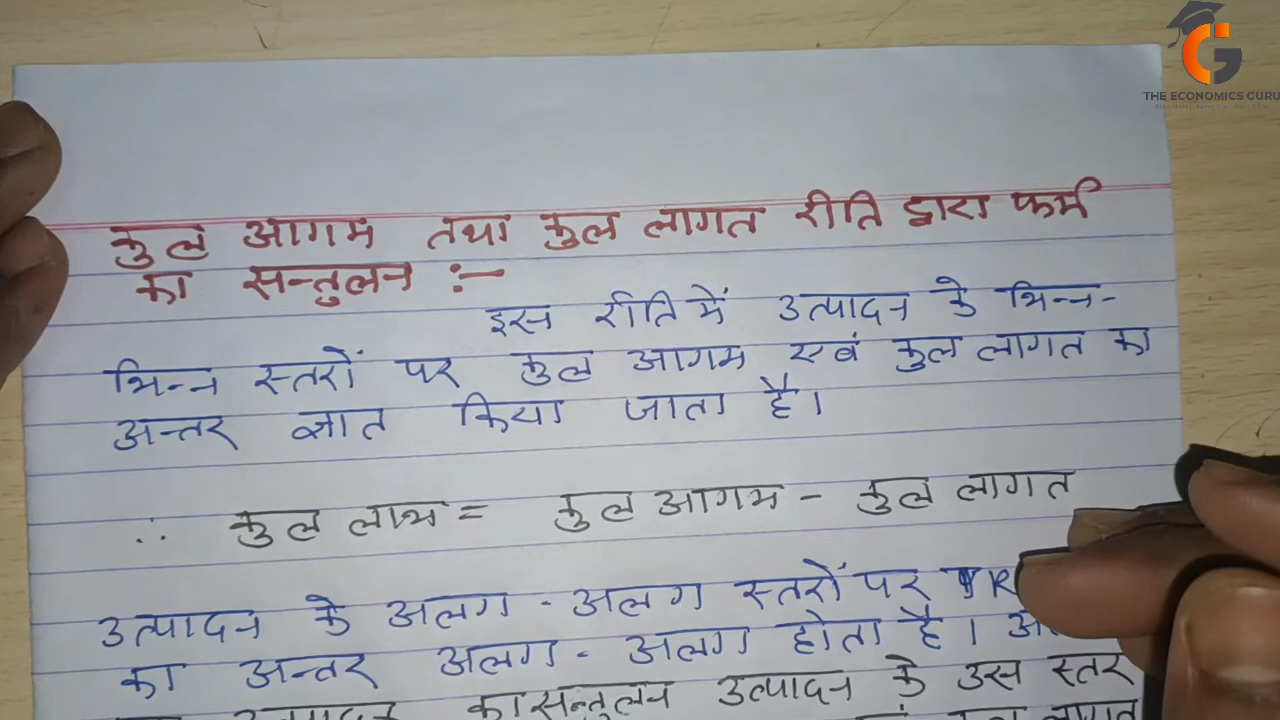 THE ECONOMICS GURU
कुल आगम तथा कुल लागत रीति द्वारा फर्म
का सन्तुलन :-
इस रीति में उत्पादन के भिन्न-
भिन्न स्तरों पर कुल आगम एवं कुल लागत का
अन्तर ज्ञात किया जाता है।
∴ कुल लाभ = कुल आगम - कुल लागत
उत्पादन के अलग - अलग स्तरों पर TR
का अन्तर अलग - अलग होता है।
का सन्तुलन उत्पादन के उस स्तर